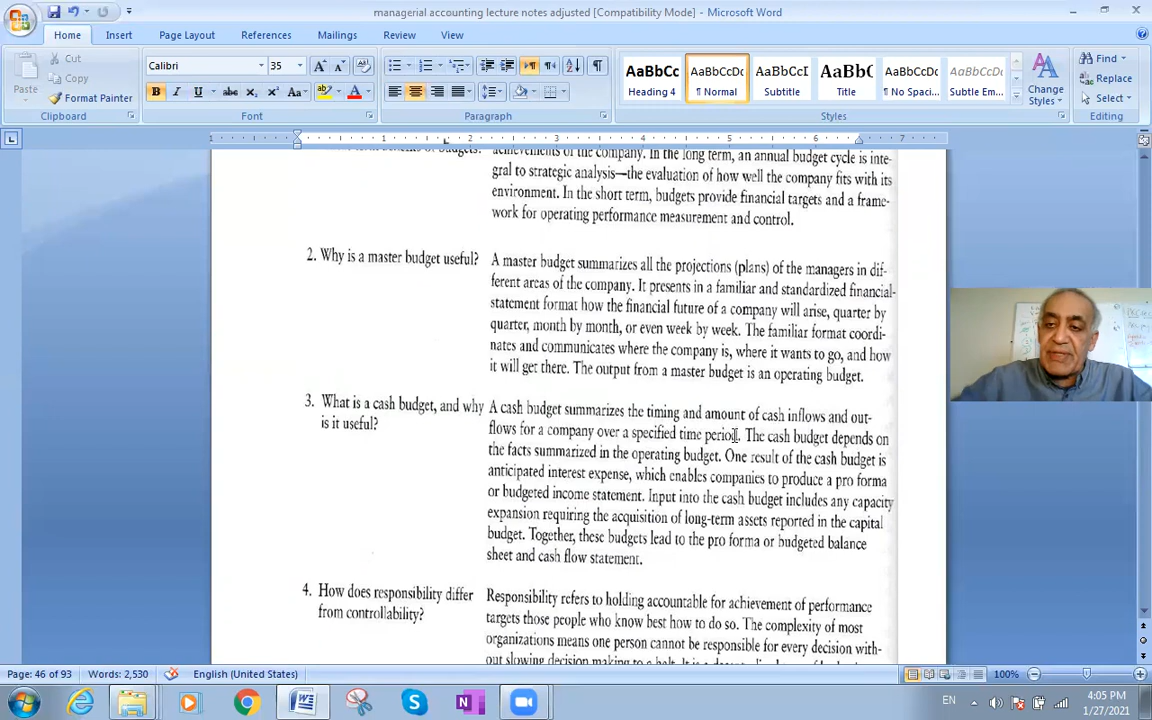 managerial accounting lecture notes adjusted [Compatibility Mode] - Microsoft Word
Home Insert Page Layout References Mailings Review View
Cut
Copy
Paste
Format Painter
Clipboard
Calibri 35
Font
Paragraph
AaBbCc AaBbCcDc AaBbCcI AaBb( AaBbCcDc AaBbCcDc
Heading 4 ¶ Normal Subtitle Title ¶ No Spaci... Subtle Em...
Change Styles
Styles
Find
Replace
Select
Editing
1 1 2 3 4 5 6 7
achievements of the company. In the long term, an annual budget cycle is inte-
gral to strategic analysis—the evaluation of how well the company fits with its
environment. In the short term, budgets provide financial targets and a frame-
work for operating performance measurement and control.
2. Why is a master budget useful?
A master budget summarizes all the projections (plans) of the managers in dif-
ferent areas of the company. It presents in a familiar and standardized financial-
statement format how the financial future of a company will arise, quarter by
quarter, month by month, or even week by week. The familiar format coordi-
nates and communicates where the company is, where it wants to go, and how
it will get there. The output from a master budget is an operating budget.
3. What is a cash budget, and why
is it useful?
A cash budget summarizes the timing and amount of cash inflows and out-
flows for a company over a specified time period. The cash budget depends on
the facts summarized in the operating budget. One result of the cash budget is
anticipated interest expense, which enables companies to produce a pro forma
or budgeted income statement. Input into the cash budget includes any capacity
expansion requiring the acquisition of long-term assets reported in the capital
budget. Together, these budgets lead to the pro forma or budgeted balance
sheet and cash flow statement.
4. How does responsibility differ
from controllability?
Responsibility refers to holding accountable for achievement of performance
targets those people who know best how to do so. The complexity of most
organizations means one person cannot be responsible for every decision with-
out slowing decision making to a halt. It is a
Page: 46 of 93 Words: 2,530 English (United States) 100%
EN 4:05 PM
1/27/2021